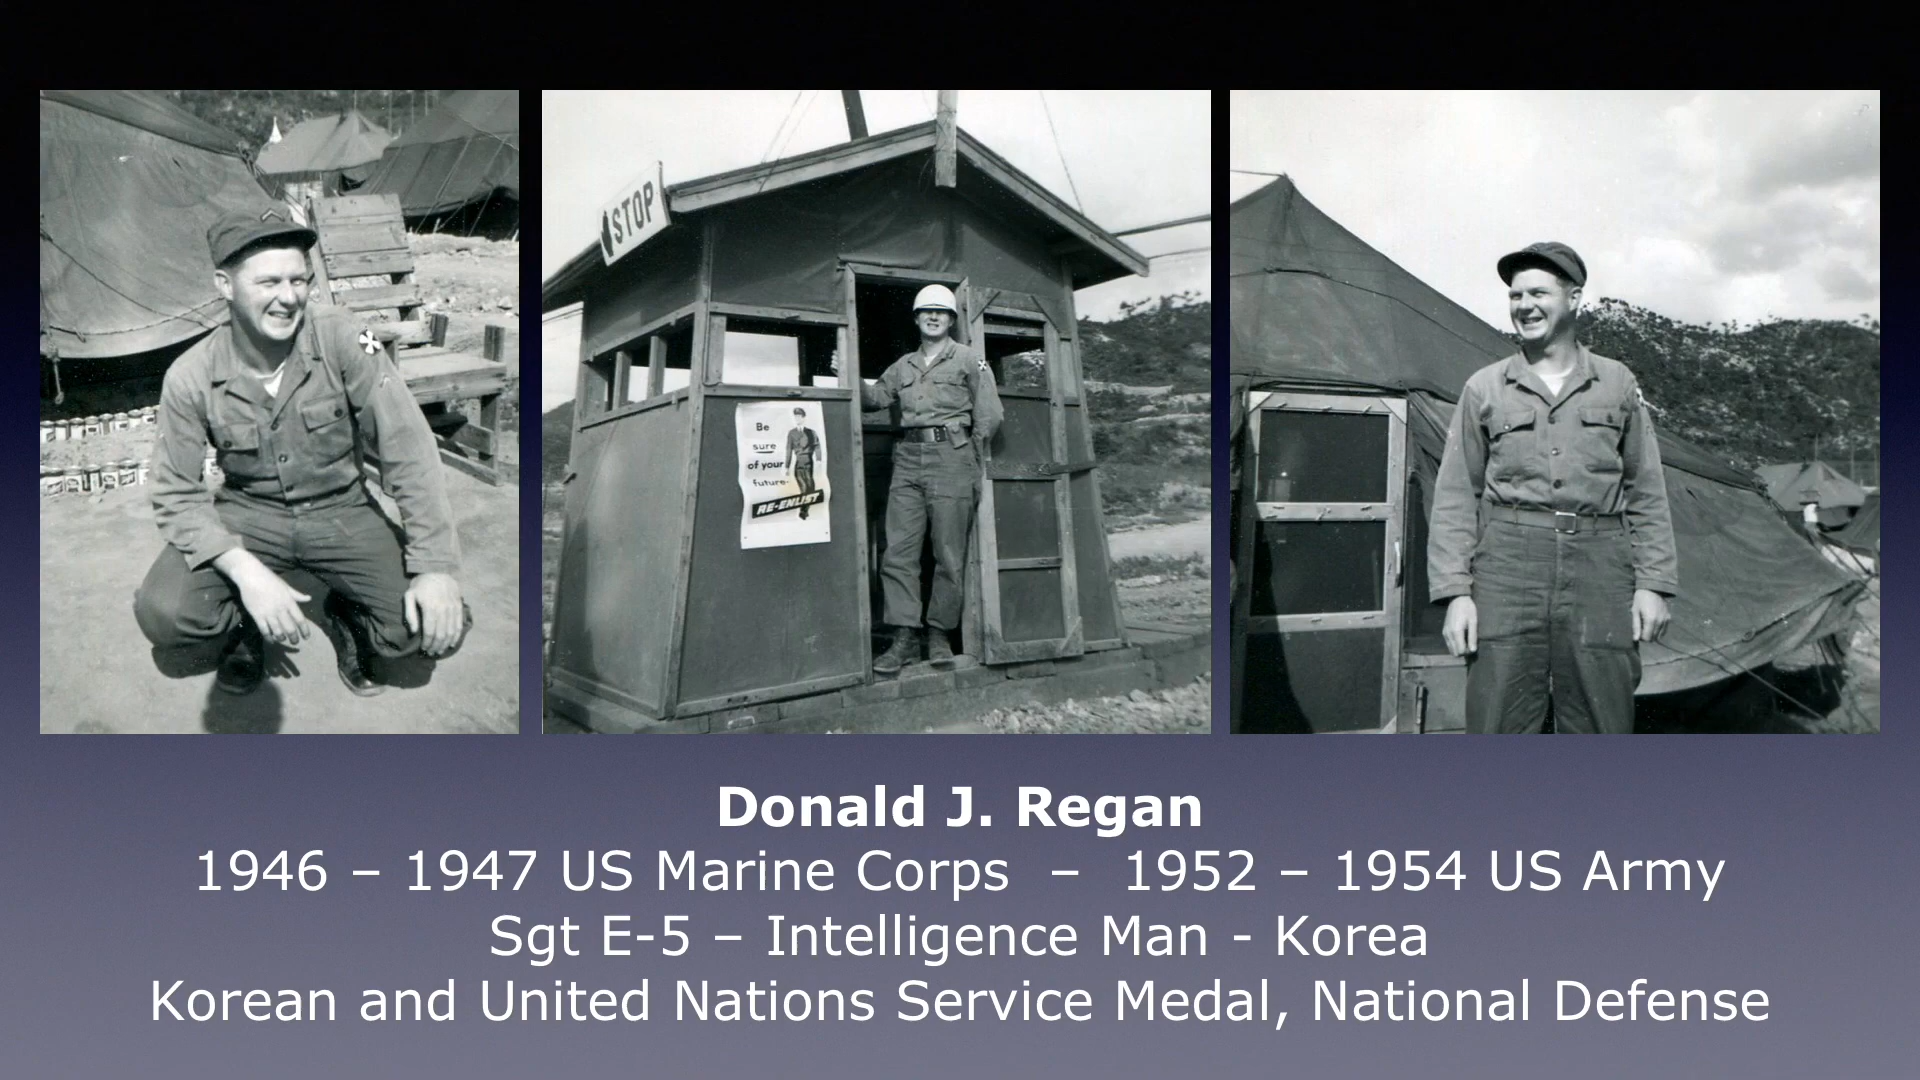 STOP
Be
sure
of your
future-
RE-ENLIST
Donald J. Regan
1946 – 1947 US Marine Corps – 1952 – 1954 US Army
Sgt E-5 – Intelligence Man - Korea
Korean and United Nations Service Medal, National Defense